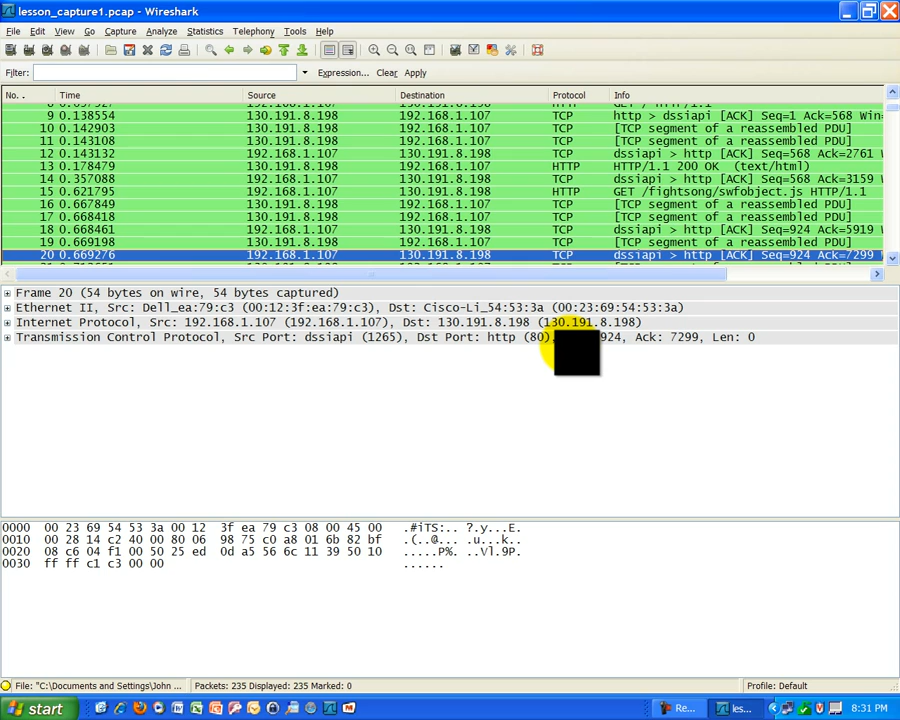 lesson_capture1.pcap - Wireshark
File Edit View Go Capture Analyze Statistics Telephony Tools Help
Filter: Expression... Clear Apply
No. . Time Source Destination Protocol Info
9 0.138554 130.191.8.198 192.168.1.107 TCP http > dssiapi [ACK] Seq=1 Ack=568 Win=
10 0.142903 130.191.8.198 192.168.1.107 TCP [TCP segment of a reassembled PDU]
11 0.143108 130.191.8.198 192.168.1.107 TCP [TCP segment of a reassembled PDU]
12 0.143132 192.168.1.107 130.191.8.198 TCP dssiapi > http [ACK] Seq=568 Ack=2761
13 0.178479 130.191.8.198 192.168.1.107 HTTP HTTP/1.1 200 OK (text/html)
14 0.357088 192.168.1.107 130.191.8.198 TCP dssiapi > http [ACK] Seq=568 Ack=3159
15 0.621795 192.168.1.107 130.191.8.198 HTTP GET /fightsong/swfobject.js HTTP/1.1
16 0.667849 130.191.8.198 192.168.1.107 TCP [TCP segment of a reassembled PDU]
17 0.668418 130.191.8.198 192.168.1.107 TCP [TCP segment of a reassembled PDU]
18 0.668461 192.168.1.107 130.191.8.198 TCP dssiapi > http [ACK] Seq=924 Ack=5919
19 0.669198 130.191.8.198 192.168.1.107 TCP [TCP segment of a reassembled PDU]
20 0.669276 192.168.1.107 130.191.8.198 TCP dssiapi > http [ACK] Seq=924 Ack=7299
Frame 20 (54 bytes on wire, 54 bytes captured)
Ethernet II, Src: Dell_ea:79:c3 (00:12:3f:ea:79:c3), Dst: Cisco-Li_54:53:3a (00:23:69:54:53:3a)
Internet Protocol, Src: 192.168.1.107 (192.168.1.107), Dst: 130.191.8.198 (130.191.8.198)
Transmission Control Protocol, Src Port: dssiapi (1265), Dst Port: http (80), 924, Ack: 7299, Len: 0
0000 00 23 69 54 53 3a 00 12 3f ea 79 c3 08 00 45 00 .#iTS:.. ?.y...E.
0010 00 28 14 c2 40 00 80 06 98 75 c0 a8 01 6b 82 bf .(..@... .u...k..
0020 08 c6 04 f1 00 50 25 ed 0d a5 56 6c 11 39 50 10 .....P%. ..Vl.9P.
0030 ff ff c1 c3 00 00 ......
File: "C:\Documents and Settings\John ... Packets: 235 Displayed: 235 Marked: 0 Profile: Default
start Re... les... 8:31 PM